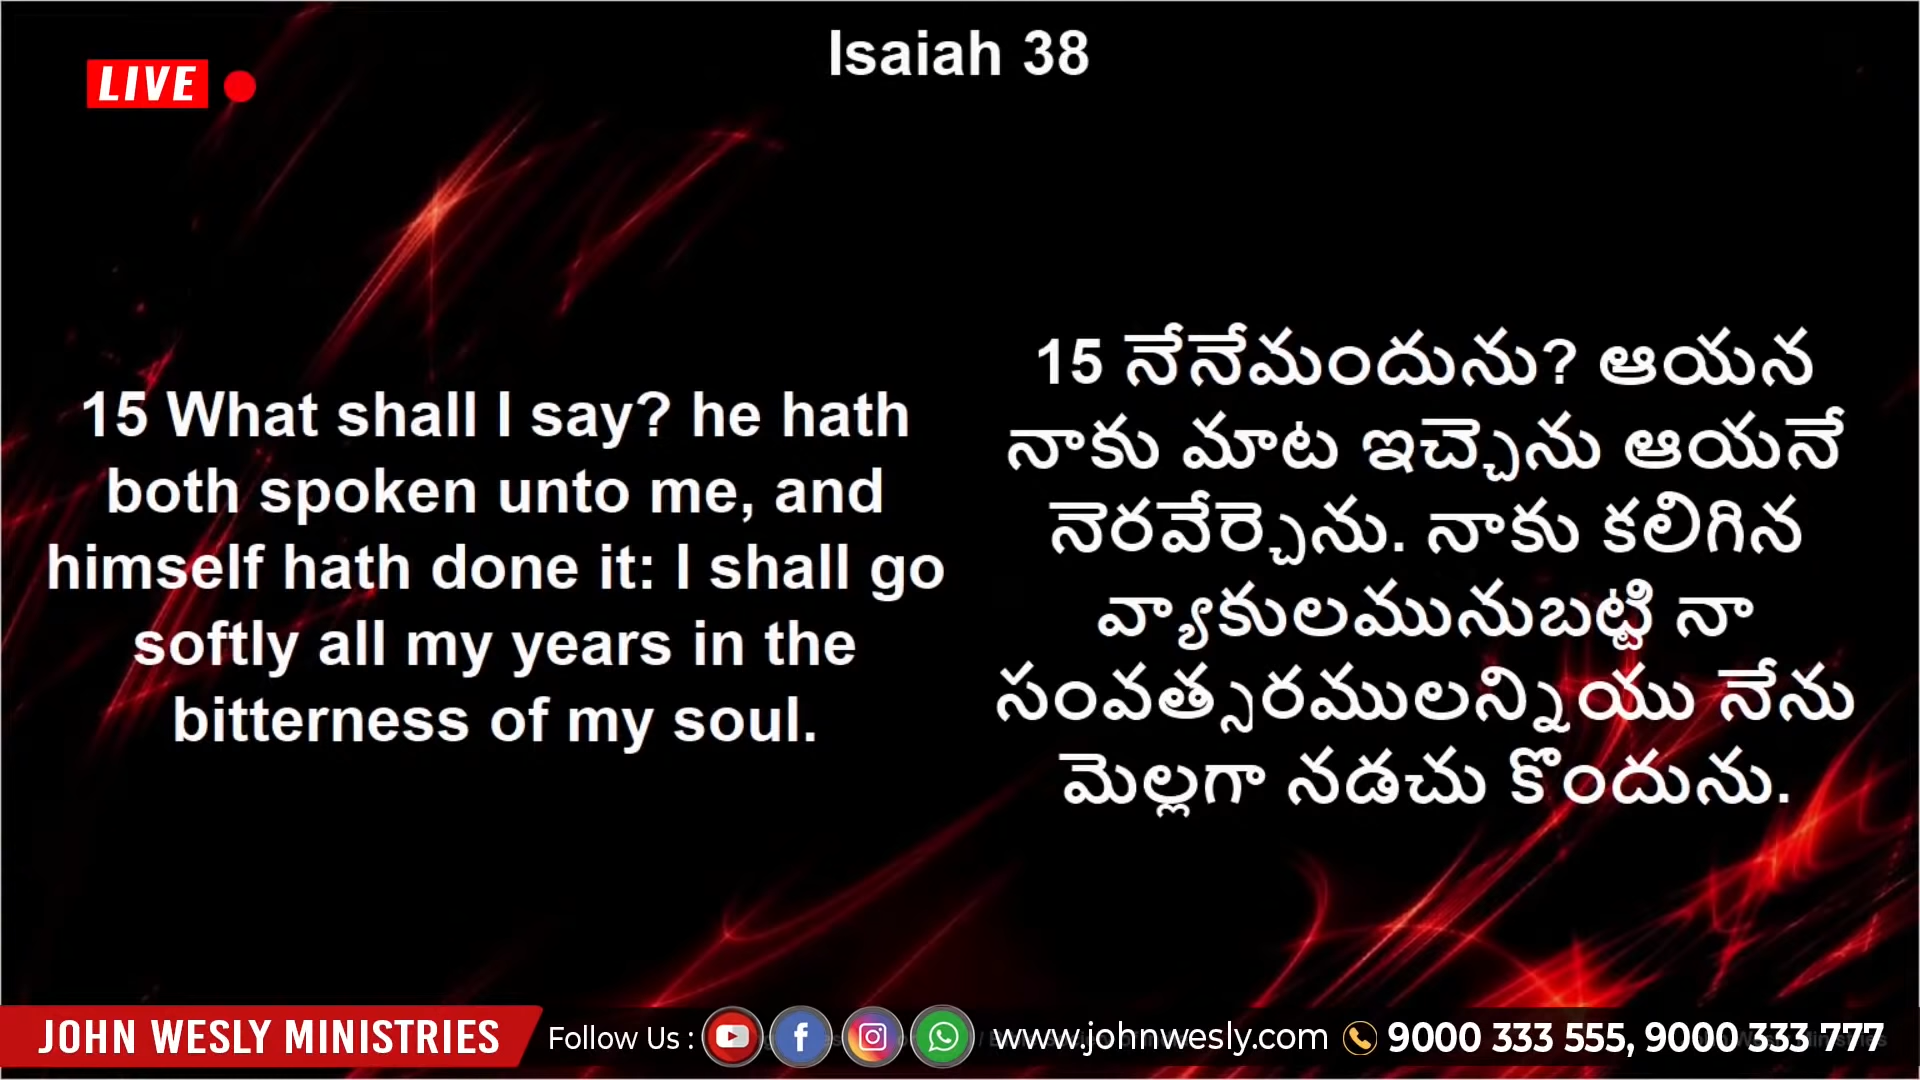 Isaiah 38
LIVE
15 What shall I say? he hath
both spoken unto me, and
himself hath done it: I shall go
softly all my years in the
bitterness of my soul.
15 నేనేమందును? ఆయన
నాకు మాట ఇచ్చెను ఆయనే
నెరవేర్చెను. నాకు కలిగిన
వ్యాకులమునుబట్టి నా
సంవత్సరములన్నియు నేను
మెల్లగా నడచు కొందును.
JOHN WESLY MINISTRIES
Follow Us :
www.johnwesly.com
9000 333 555, 9000 333 777